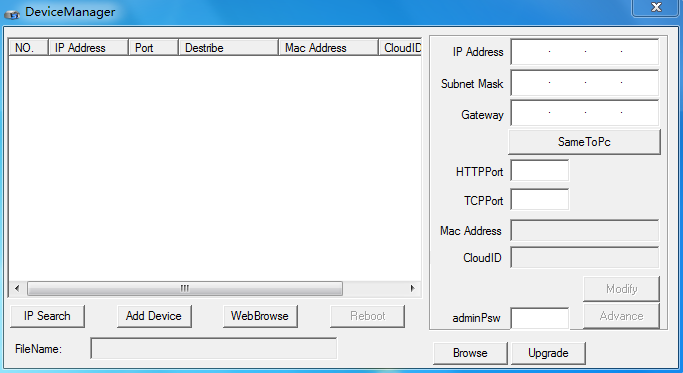 DeviceManager
NO. IP Address Port Destribe Mac Address CloudID
IP Address
Subnet Mask
Gateway
SameToPc
HTTPPort
TCPPort
Mac Address
CloudID
Modify
adminPsw Advance
IP Search Add Device WebBrowse Reboot
FileName: Browse Upgrade